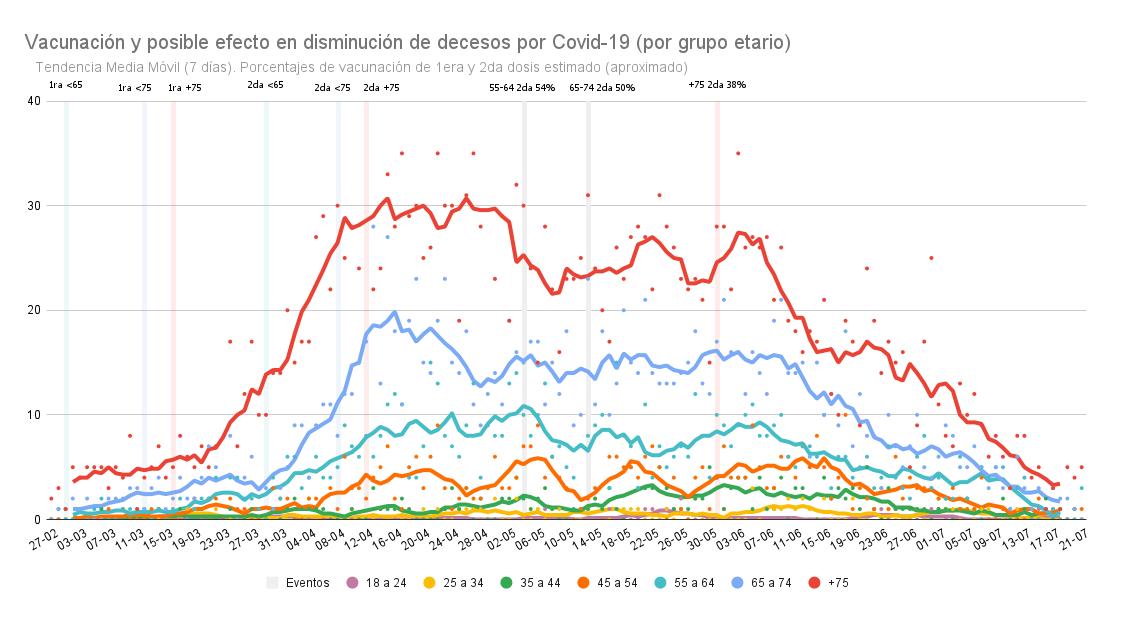 Vacunación y posible efecto en disminución de decesos por Covid-19 (por grupo etario)
Tendencia Media Móvil (7 días). Porcentajes de vacunación de 1era y 2da dosis estimado (aproximado)
1ra <65 1ra <75 1ra +75 2da <65 2da <75 2da +75 55-64 2da 54% 65-74 2da 50% +75 2da 38%
40
30
20
10
0
27-02 03-03 07-03 11-03 15-03 19-03 23-03 27-03 31-03 04-04 08-04 12-04 16-04 20-04 24-04 28-04 02-05 06-05 10-05 14-05 18-05 22-05 26-05 30-05 03-06 07-06 11-06 15-06 19-06 23-06 27-06 01-07 05-07 09-07 13-07 17-07 21-07
Eventos 18 a 24 25 a 34 35 a 44 45 a 54 55 a 64 65 a 74 +75